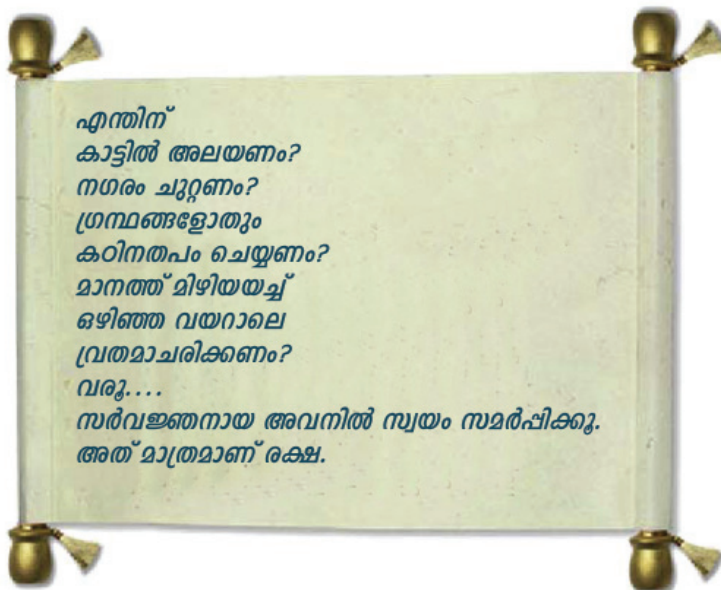 എന്തിന്
കാട്ടിൽ അലയണം?
നഗരം ചുറ്റണം?
ഗ്രന്ഥങ്ങളോതും
കഠിനതപം ചെയ്യണം?
മാനത്ത് മിഴിയയച്ച്
ഒഴിഞ്ഞ വയറാലെ
വ്രതമാചരിക്കണം?
വരൂ....
സർവജ്ഞനായ അവനിൽ സ്വയം സമർപ്പിക്കൂ.
അത് മാത്രമാണ് രക്ഷ.